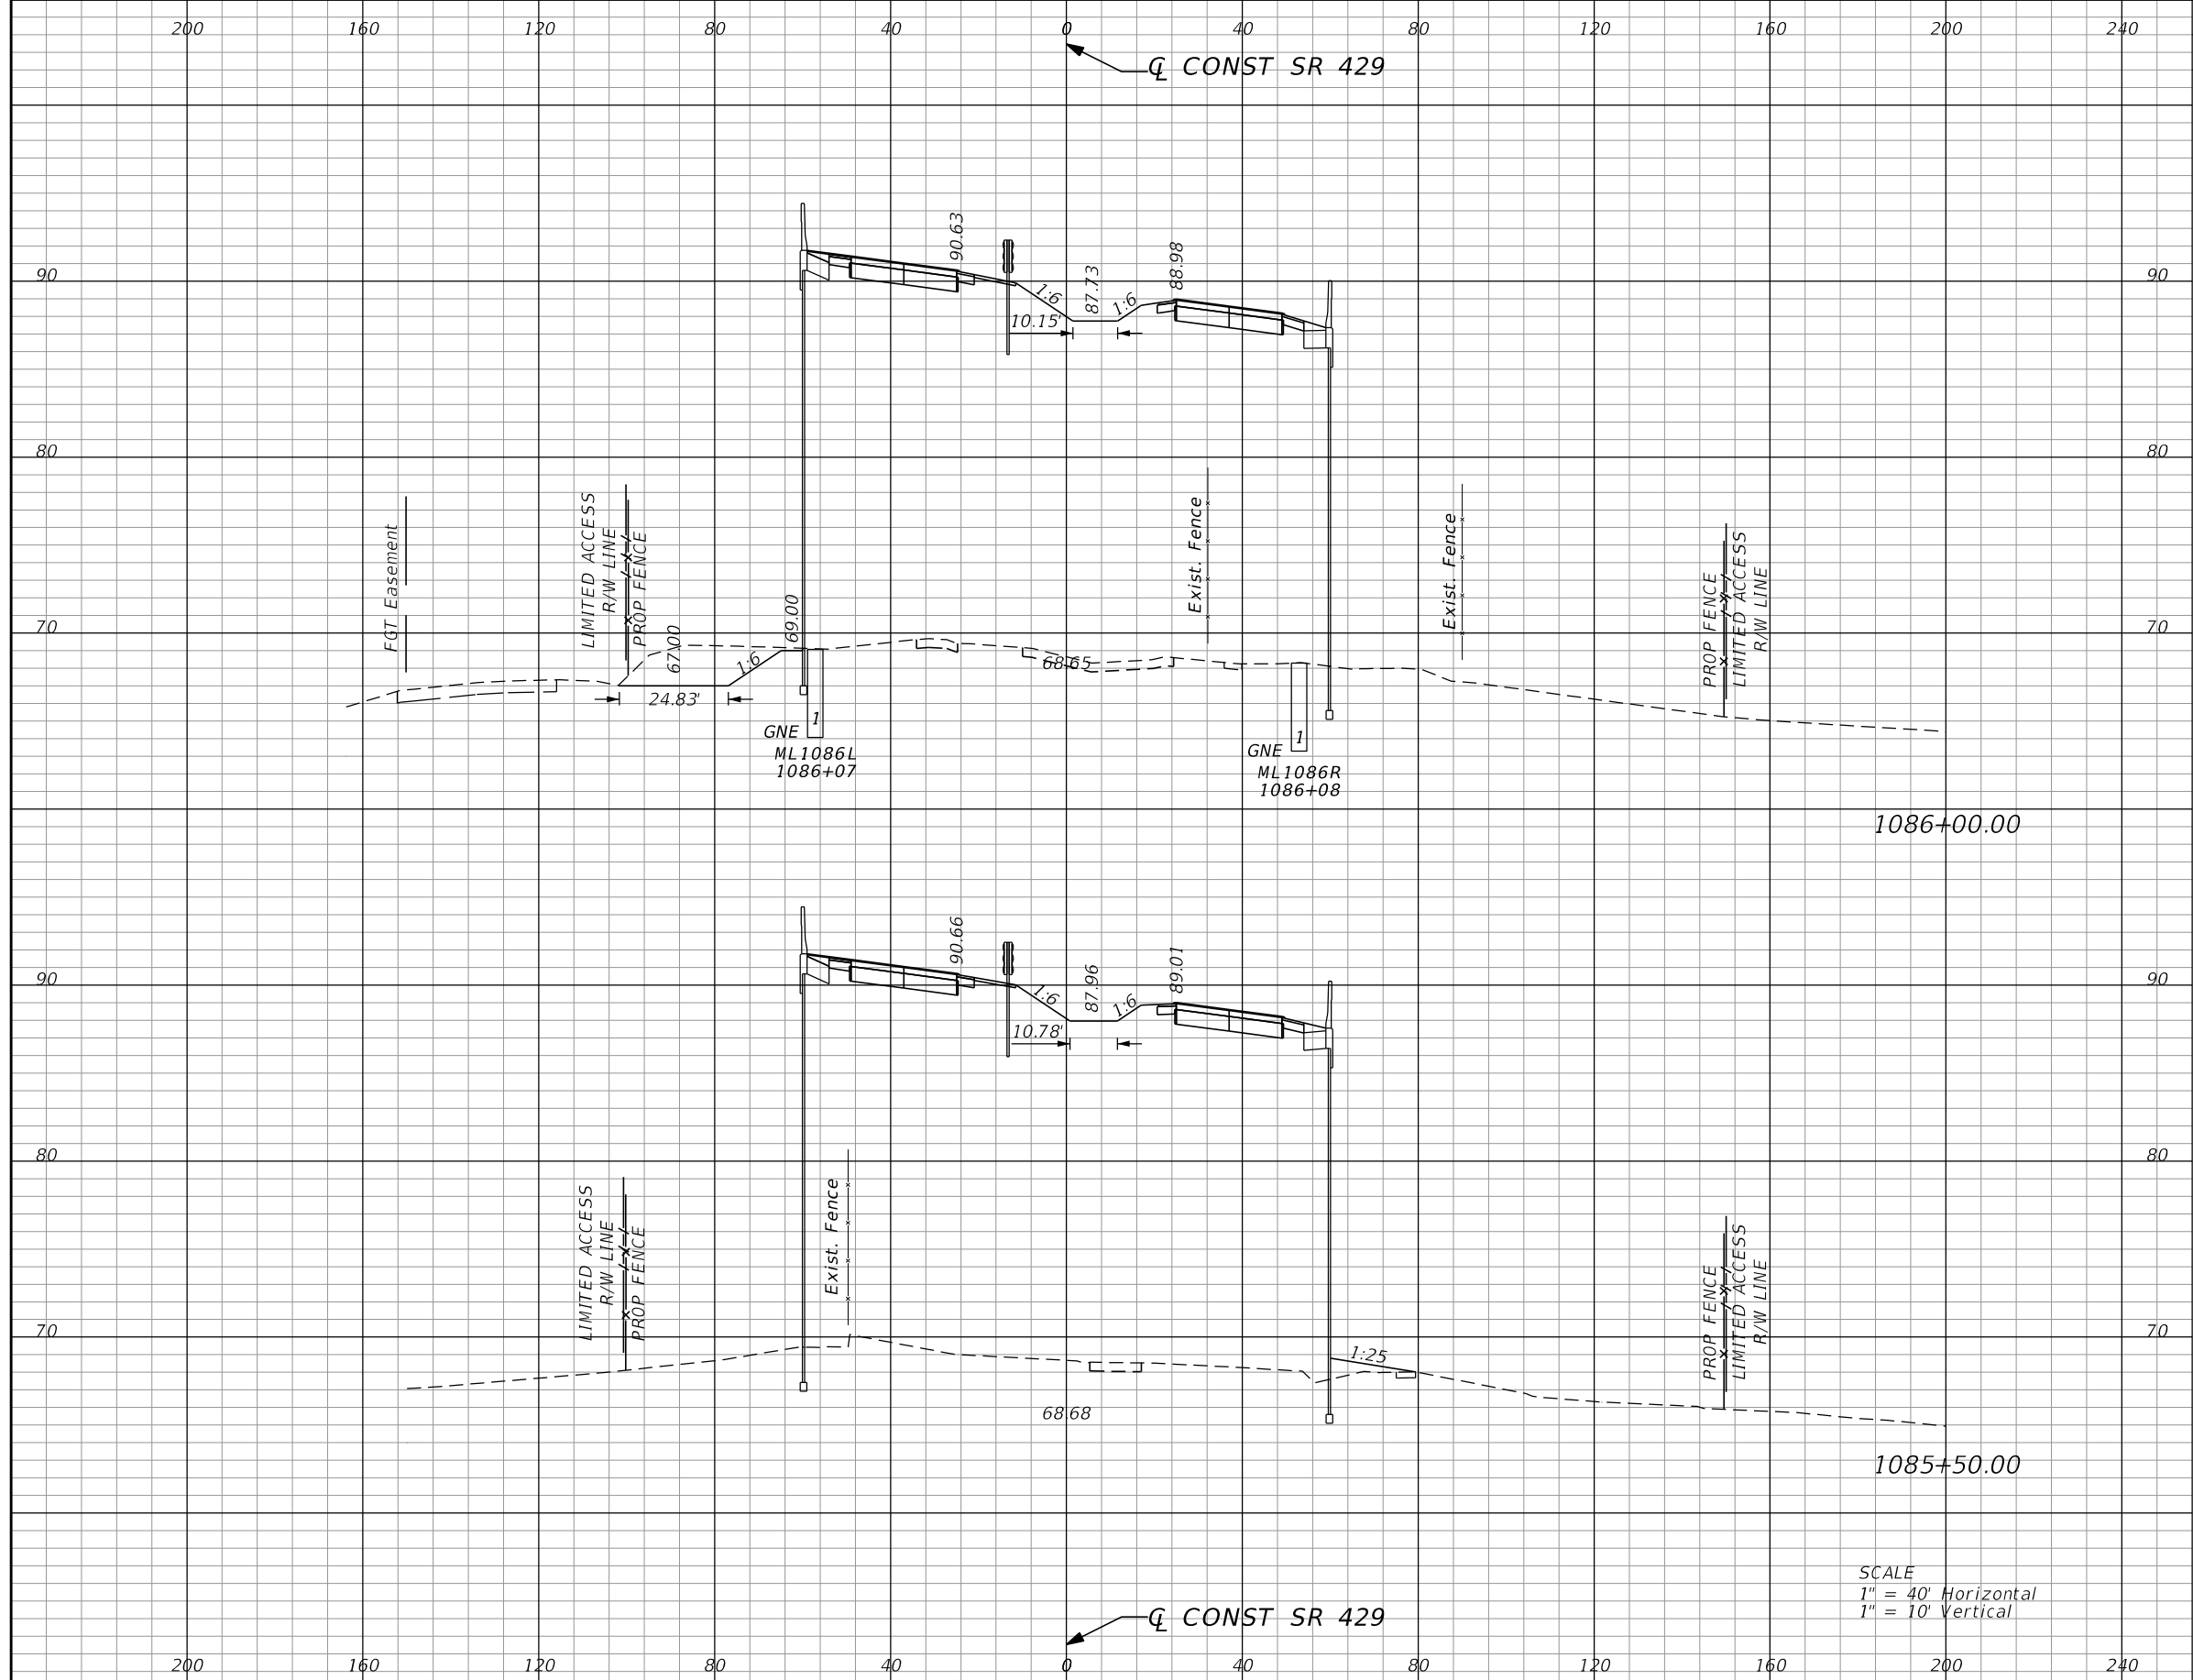 200 160 120 80 40 0 40 80 120 160 200 240
℄ CONST SR 429
90.63
88.98
87.73
90 90
1:6
1:6
10.15'
80 80
FGT Easement
LIMITED ACCESS
R/W LINE
PROP FENCE
Exist. Fence
Exist. Fence
PROP FENCE
LIMITED ACCESS
R/W LINE
70 70
67.00
69.00
1:6
68.65
24.83'
GNE
1
ML1086L
1086+07
GNE
1
ML1086R
1086+08
1086+00.00
90.66
89.01
87.96
90 90
1:6
1:6
10.78'
80 80
LIMITED ACCESS
R/W LINE
PROP FENCE
Exist. Fence
PROP FENCE
LIMITED ACCESS
R/W LINE
70 70
1:25
68.68
1085+50.00
SCALE
1" = 40' Horizontal
1" = 10' Vertical
℄ CONST SR 429
200 160 120 80 40 0 40 80 120 160 200 240